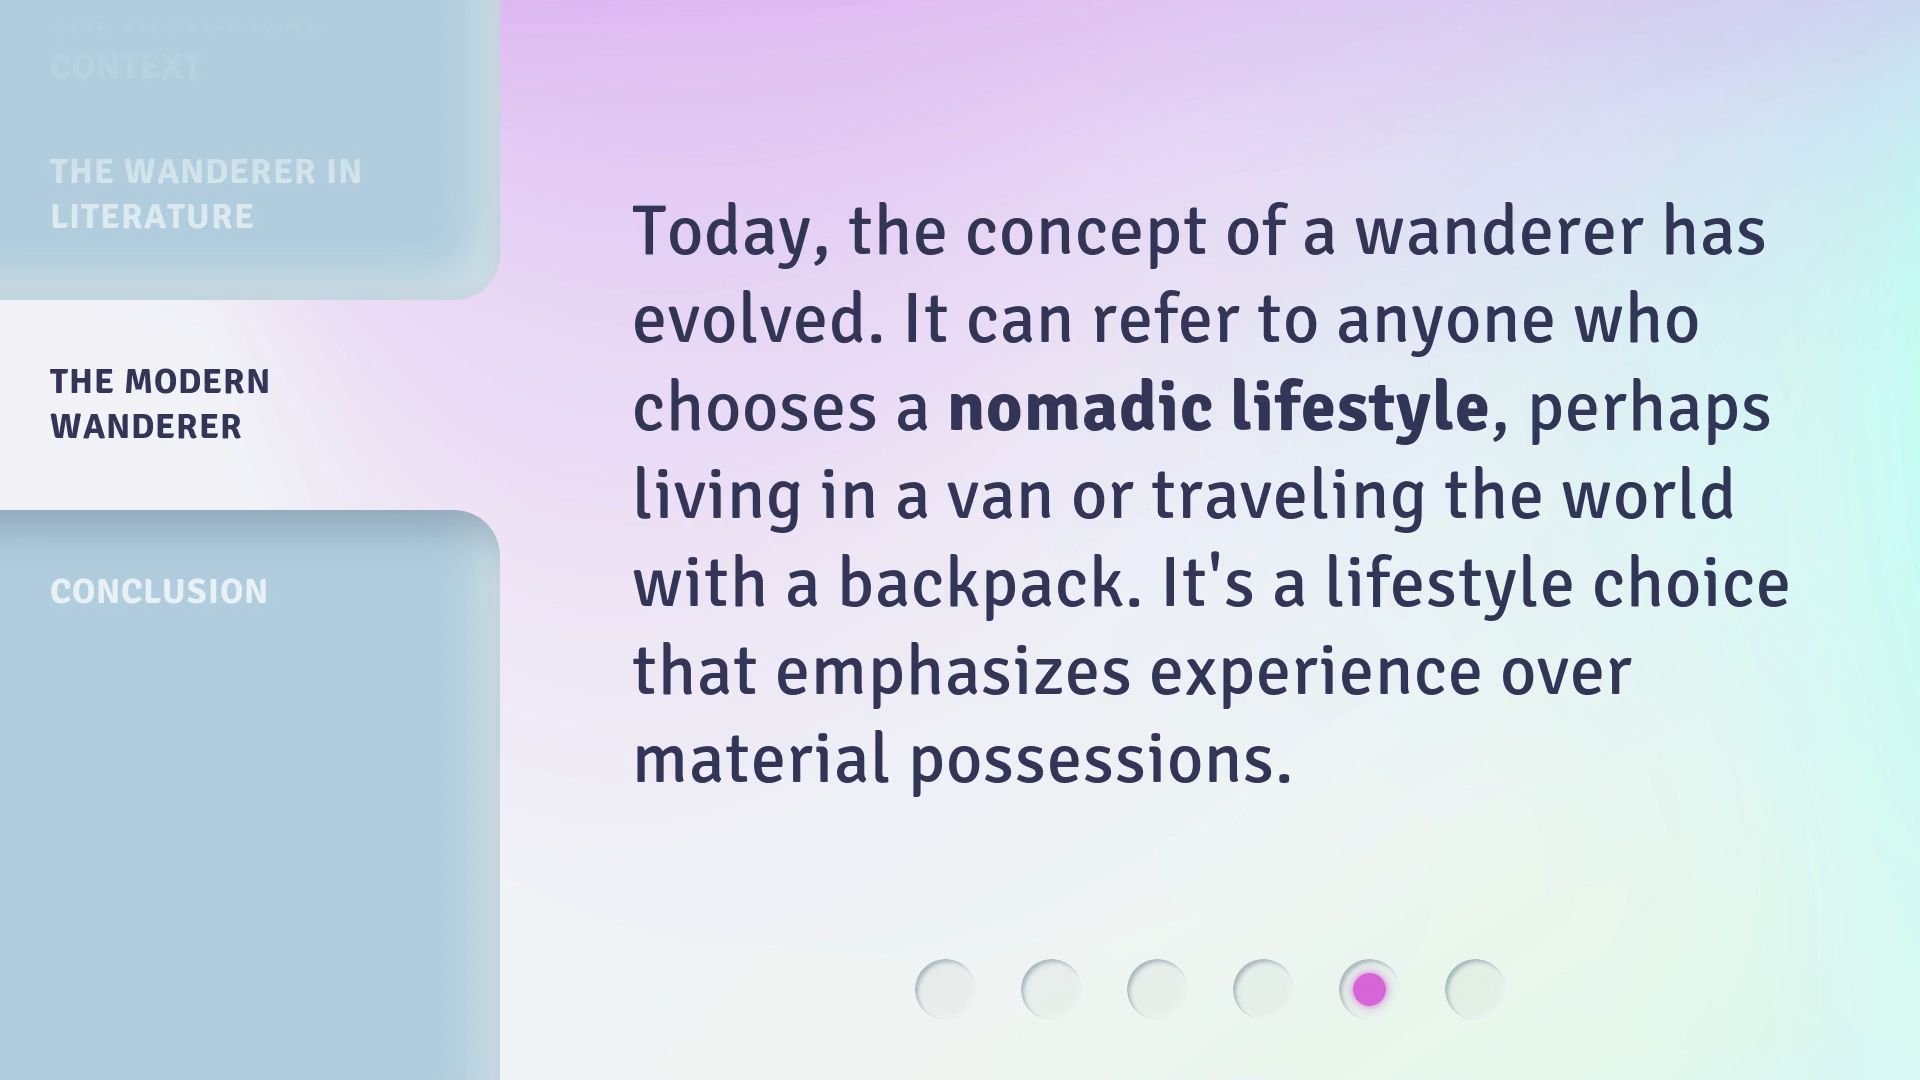 CONTEXT
THE WANDERER IN
LITERATURE
THE MODERN
WANDERER
CONCLUSION
Today, the concept of a wanderer has
evolved. It can refer to anyone who
chooses a nomadic lifestyle, perhaps
living in a van or traveling the world
with a backpack. It's a lifestyle choice
that emphasizes experience over
material possessions.